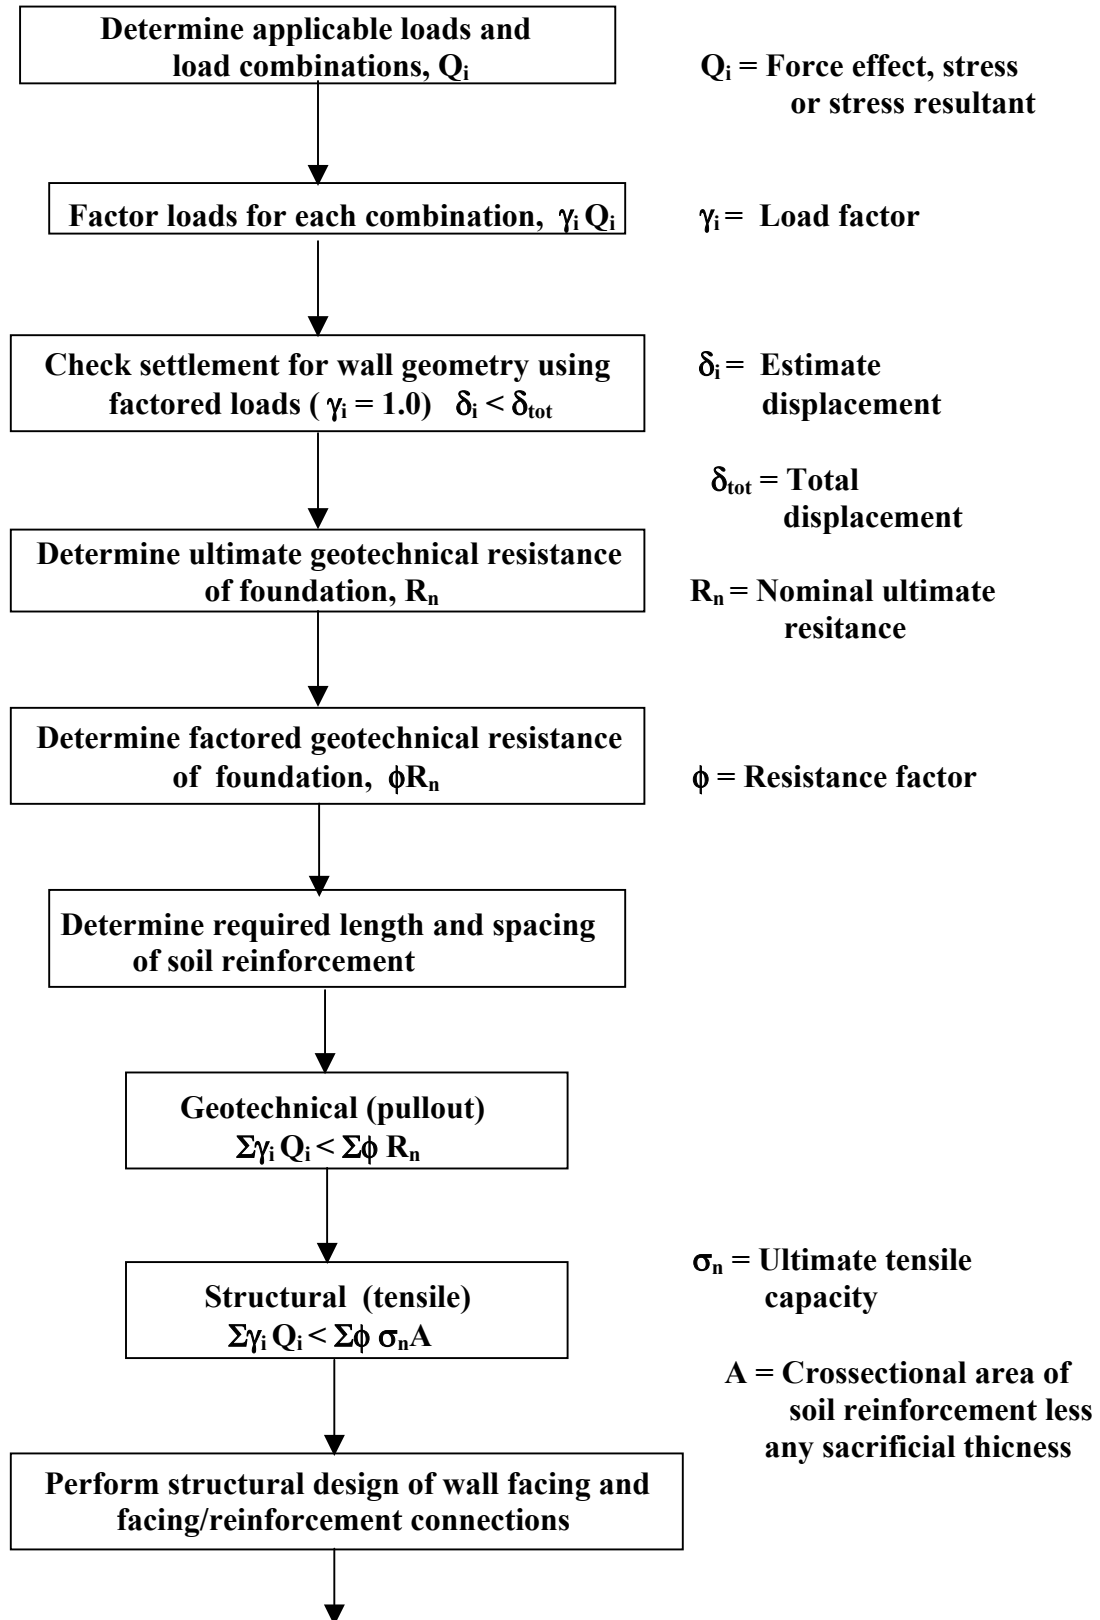 Determine applicable loads and
load combinations, Qi
Qi = Force effect, stress
or stress resultant
Factor loads for each combination, γi Qi
γi = Load factor
Check settlement for wall geometry using
factored loads ( γi = 1.0) δi < δtot
δi = Estimate
displacement
δtot = Total
displacement
Determine ultimate geotechnical resistance
of foundation, Rn
Rn = Nominal ultimate
resitance
Determine factored geotechnical resistance
of foundation, ϕRn
ϕ = Resistance factor
Determine required length and spacing
of soil reinforcement
Geotechnical (pullout)
Σγi Qi < Σϕ Rn
Structural (tensile)
Σγi Qi < Σϕ σnA
σn = Ultimate tensile
capacity
A = Crossectional area of
soil reinforcement less
any sacrificial thicness
Perform structural design of wall facing and
facing/reinforcement connections